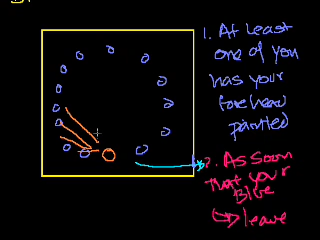 1. At Least
one of you
has your
forehead
painted
2. As soon
that your
Blue
↳ leave